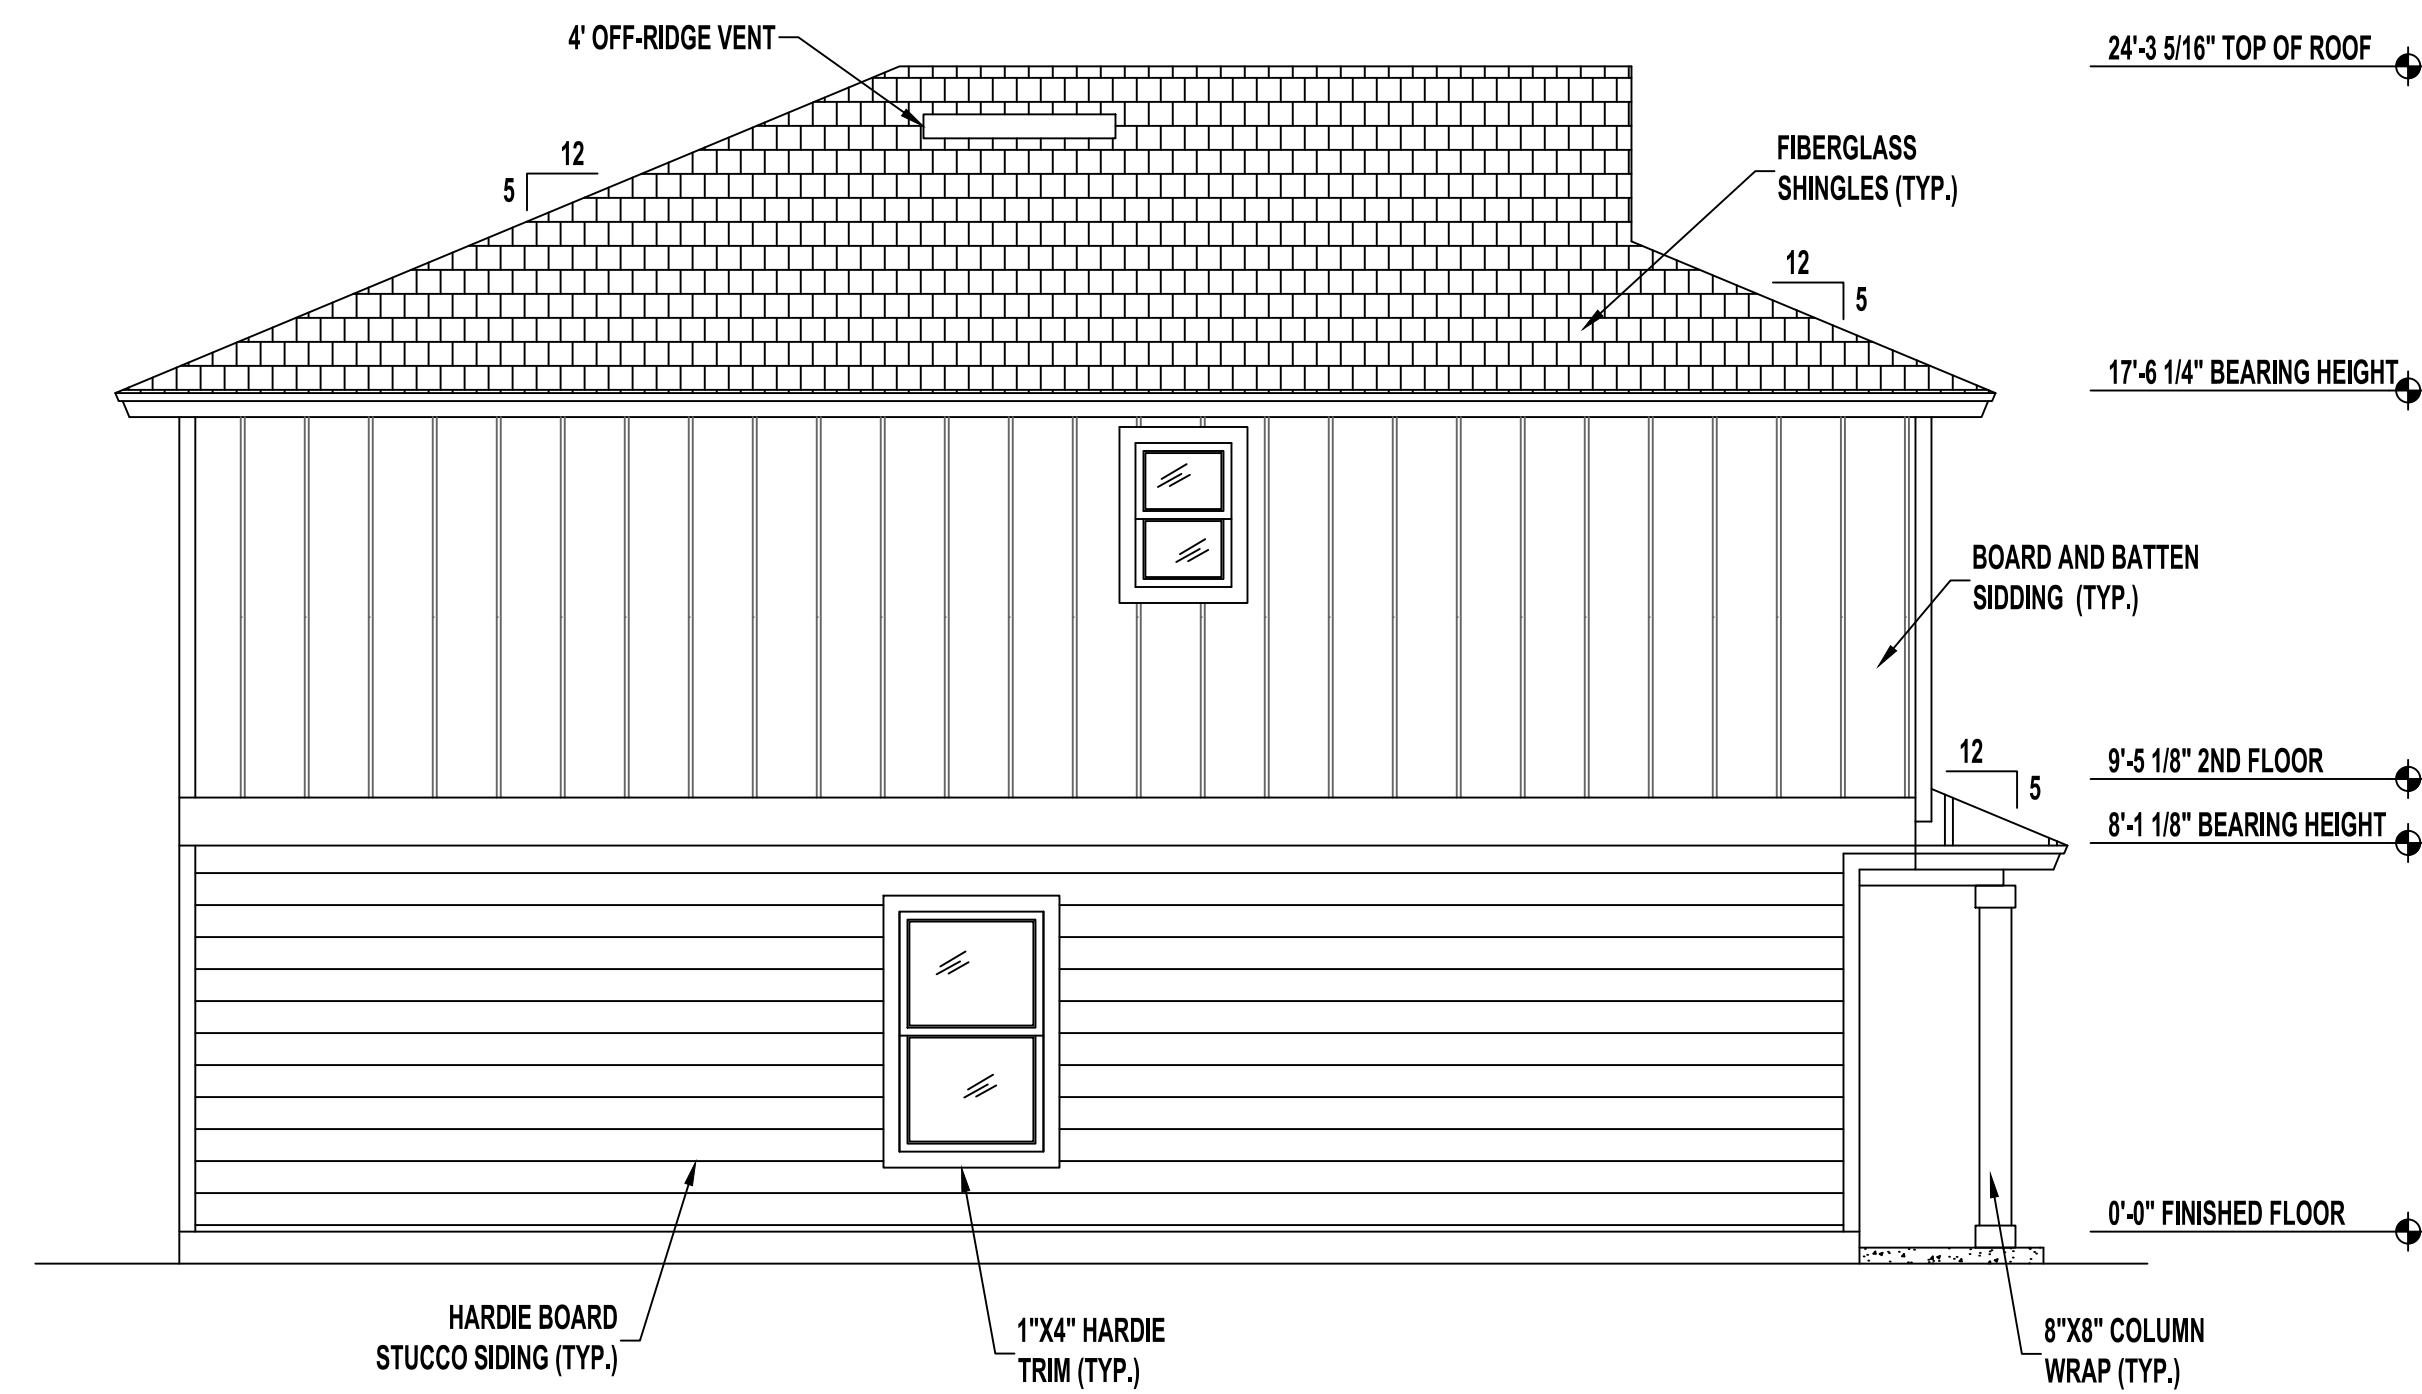 4' OFF-RIDGE VENT
24'-3 5/16" TOP OF ROOF
12
5
FIBERGLASS
SHINGLES (TYP.)
12
5
17'-6 1/4" BEARING HEIGHT
BOARD AND BATTEN
SIDDING (TYP.)
12
5
9'-5 1/8" 2ND FLOOR
8'-1 1/8" BEARING HEIGHT
0'-0" FINISHED FLOOR
HARDIE BOARD
STUCCO SIDING (TYP.)
1"X4" HARDIE
TRIM (TYP.)
8"X8" COLUMN
WRAP (TYP.)